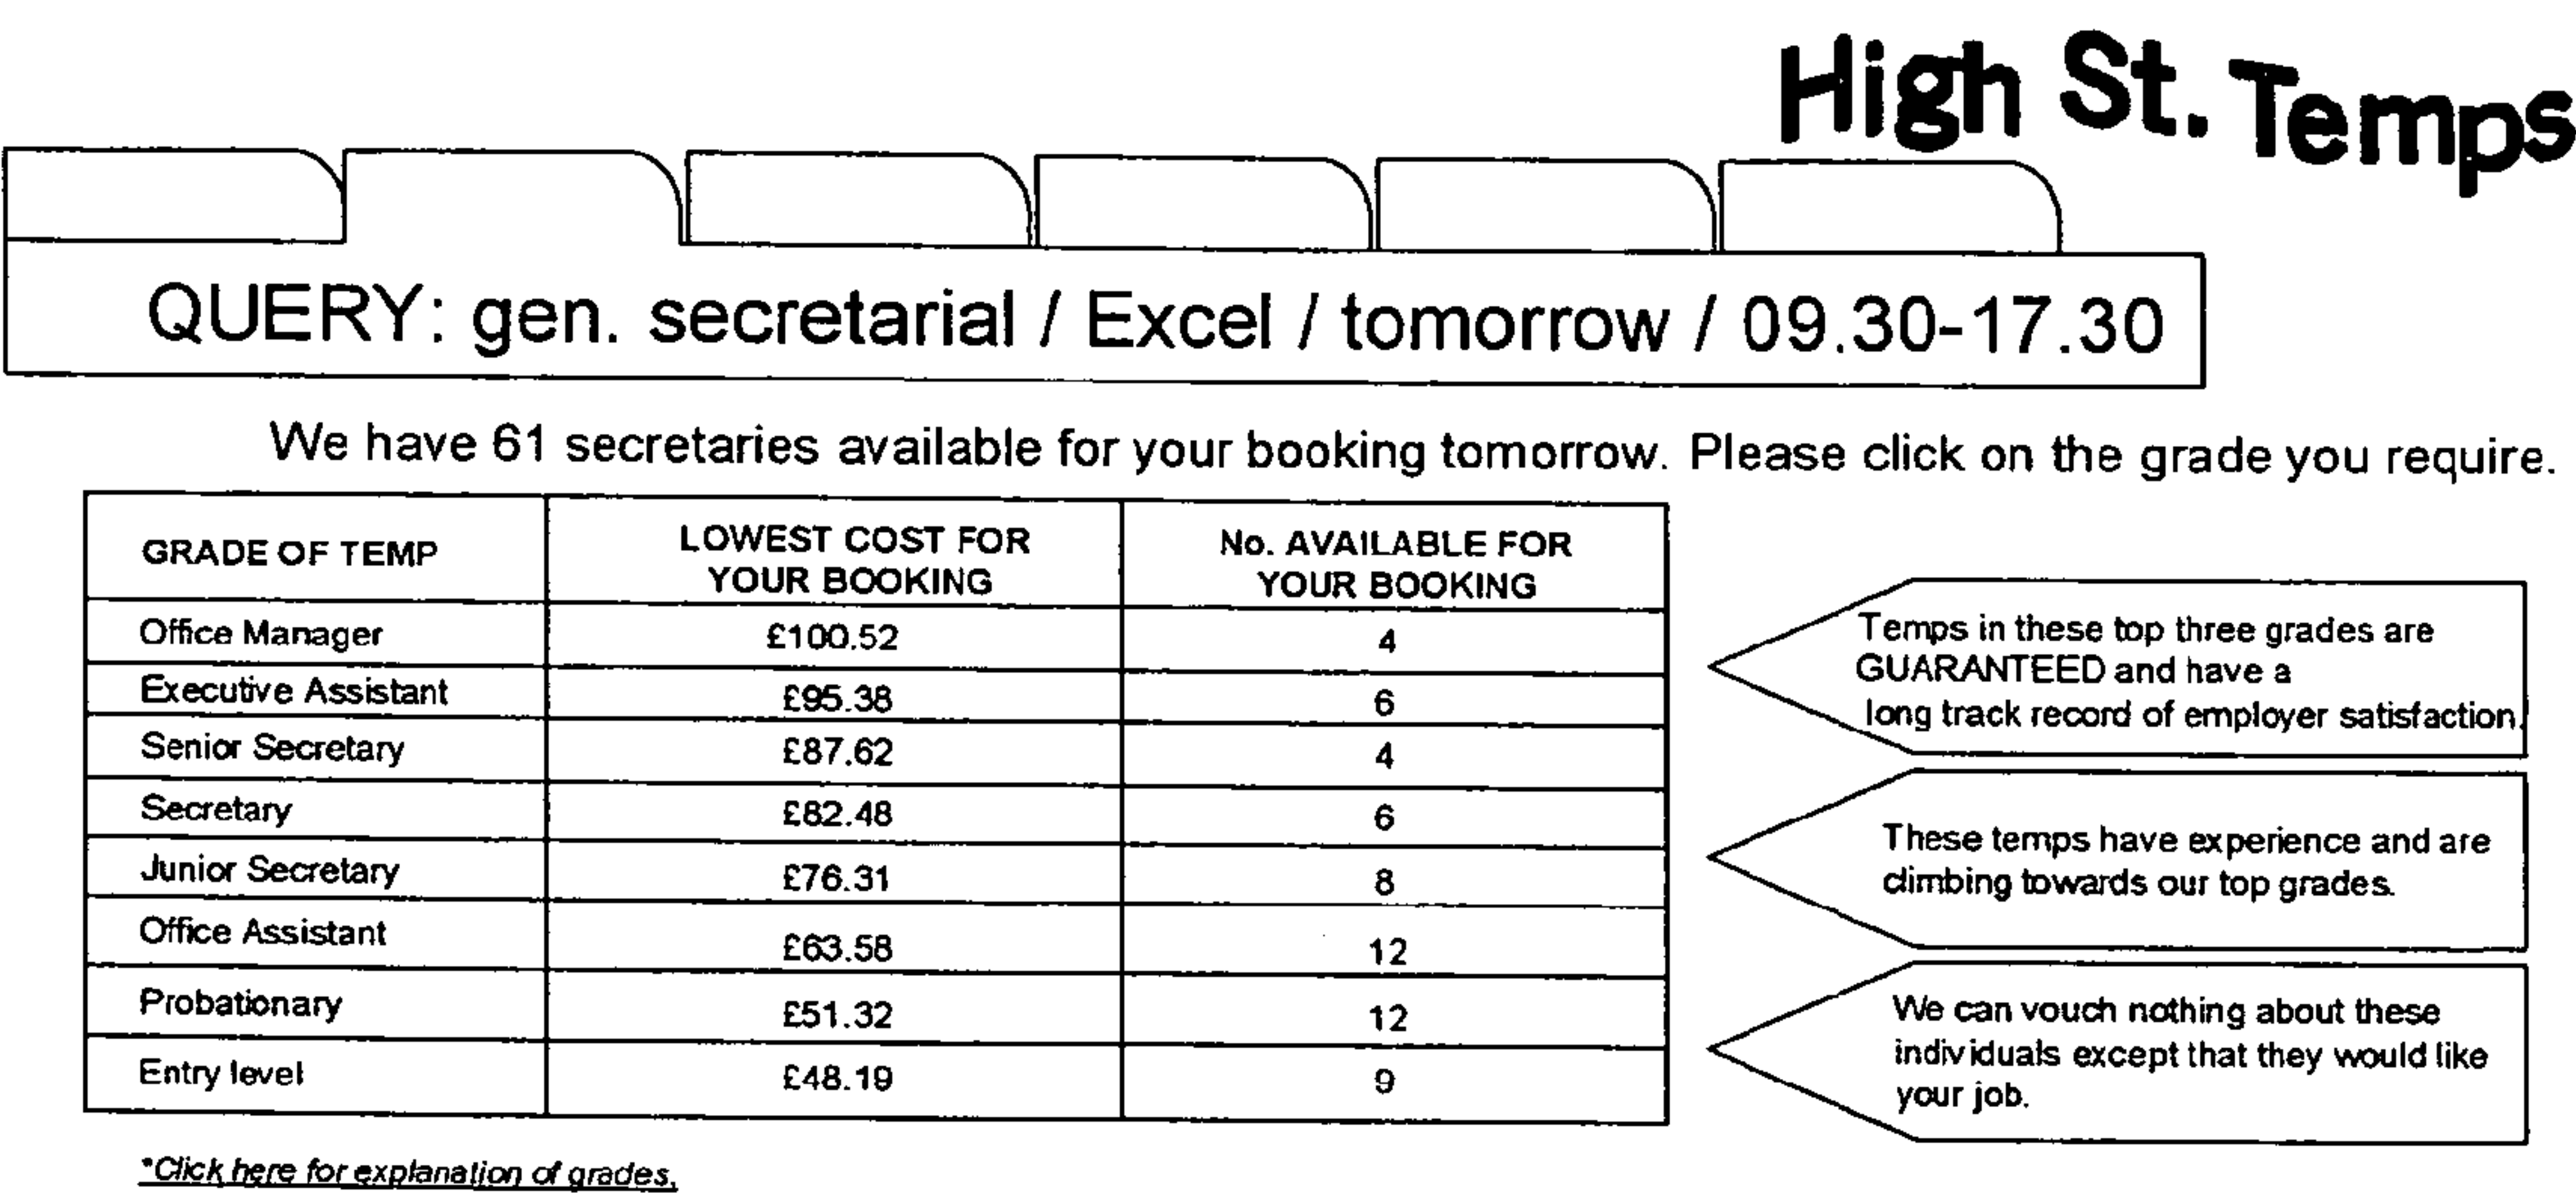 High St. Temps
QUERY: gen. secretarial / Excel / tomorrow / 09.30-17.30
We have 61 secretaries available for your booking tomorrow. Please click on the grade you require.
GRADE OF TEMP
LOWEST COST FOR
YOUR BOOKING
No. AVAILABLE FOR
YOUR BOOKING
Office Manager £100.52 4
Executive Assistant £95.38 6
Senior Secretary £87.62 4
Secretary £82.48 6
Junior Secretary £76.31 8
Office Assistant £63.58 12
Probationary £51.32 12
Entry level £48.19 9
Temps in these top three grades are
GUARANTEED and have a
long track record of employer satisfaction.
These temps have experience and are
climbing towards our top grades.
We can vouch nothing about these
individuals except that they would like
your job.
*Click here for explanation of grades.